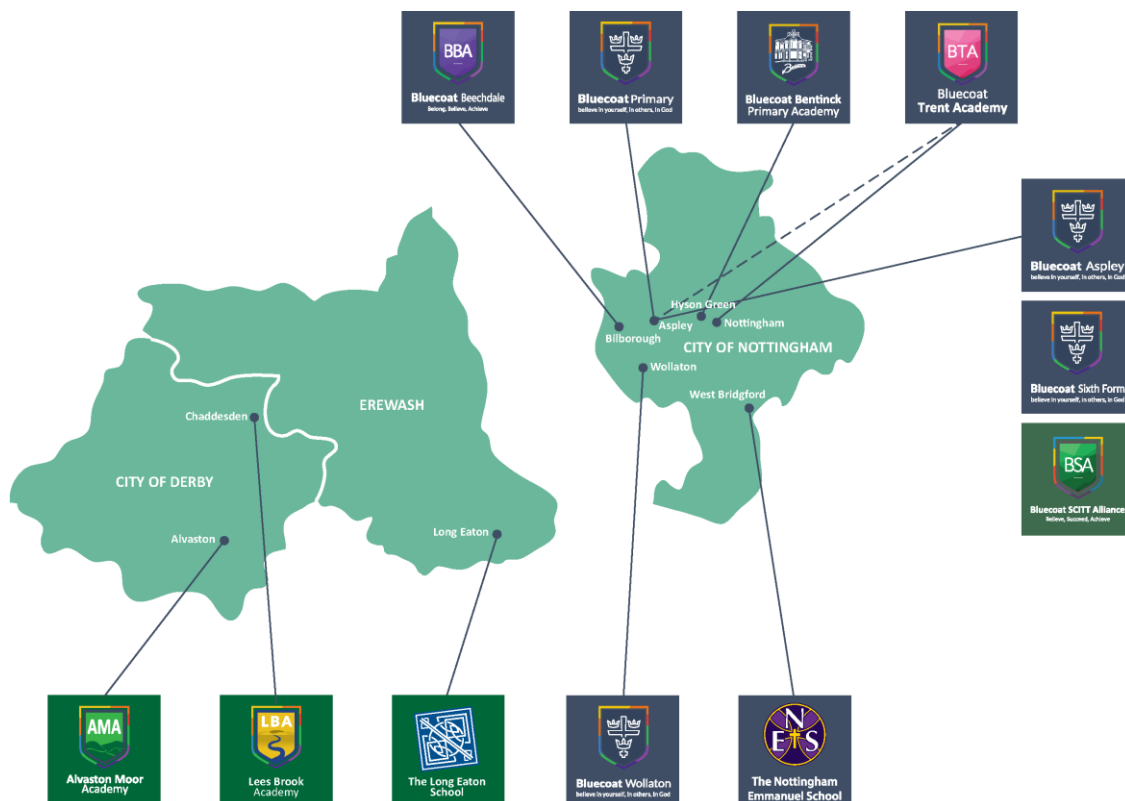 BBA
Bluecoat Beechdale
Belong, Believe, Achieve
Bluecoat Primary
believe in yourself, in others, in God
Bluecoat Bentinck
Primary Academy
BTA
Bluecoat
Trent Academy
Bluecoat Aspley
believe in yourself, in others, in God
Bluecoat Sixth Form
believe in yourself, in others, in God
BSA
Bluecoat SCITT Alliance
Believe, Succeed, Achieve
Hyson Green
Aspley
Nottingham
Bilborough
CITY OF NOTTINGHAM
Wollaton
West Bridgford
EREWASH
Chaddesden
CITY OF DERBY
Long Eaton
Alvaston
AMA
Alvaston Moor
Academy
LBA
Lees Brook
Academy
The Long Eaton
School
Bluecoat Wollaton
believe in yourself, in others, in God
N
E S
The Nottingham
Emmanuel School